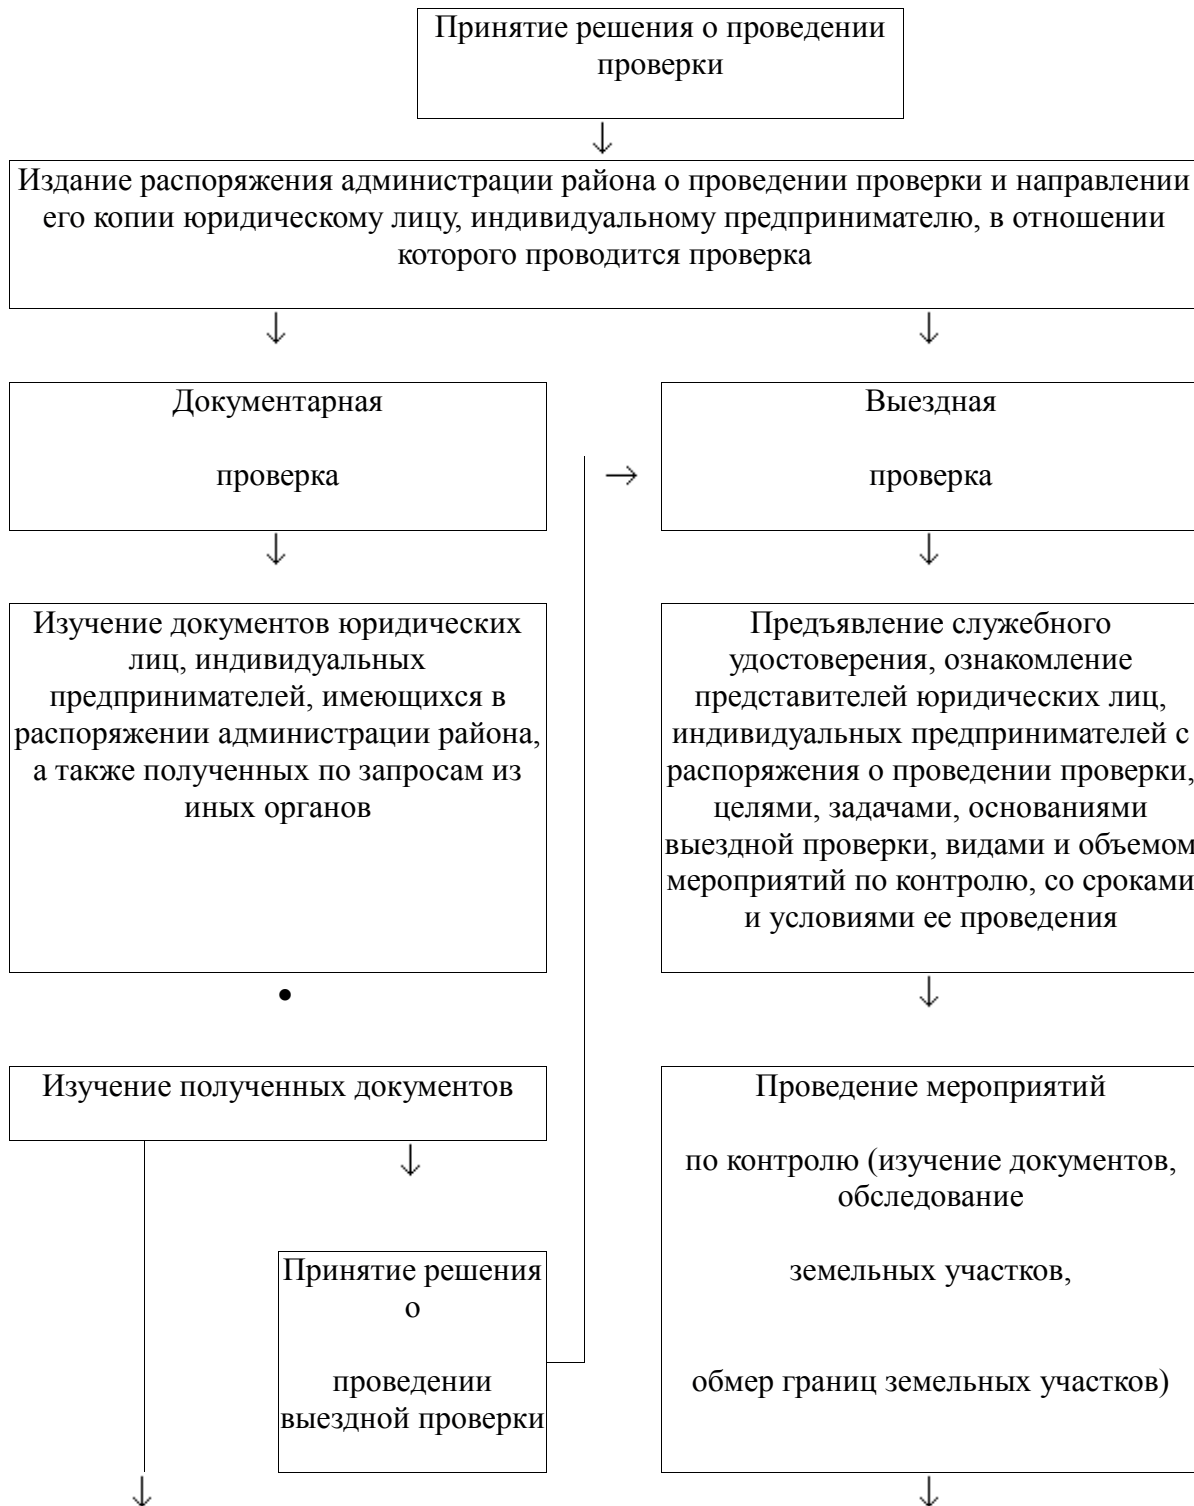 Принятие решения о проведении
проверки
Издание распоряжения администрации района о проведении проверки и направлении
его копии юридическому лицу, индивидуальному предпринимателю, в отношении
которого проводится проверка
Документарная
проверка
Выездная
проверка
Изучение документов юридических
лиц, индивидуальных
предпринимателей, имеющихся в
распоряжении администрации района,
а также полученных по запросам из
иных органов
Предъявление служебного
удостоверения, ознакомление
представителей юридических лиц,
индивидуальных предпринимателей с
распоряжения о проведении проверки,
целями, задачами, основаниями
выездной проверки, видами и объемом
мероприятий по контролю, со сроками
и условиями ее проведения
Изучение полученных документов
Принятие решения
о
проведении
выездной проверки
Проведение мероприятий
по контролю (изучение документов,
обследование
земельных участков,
обмер границ земельных участков)